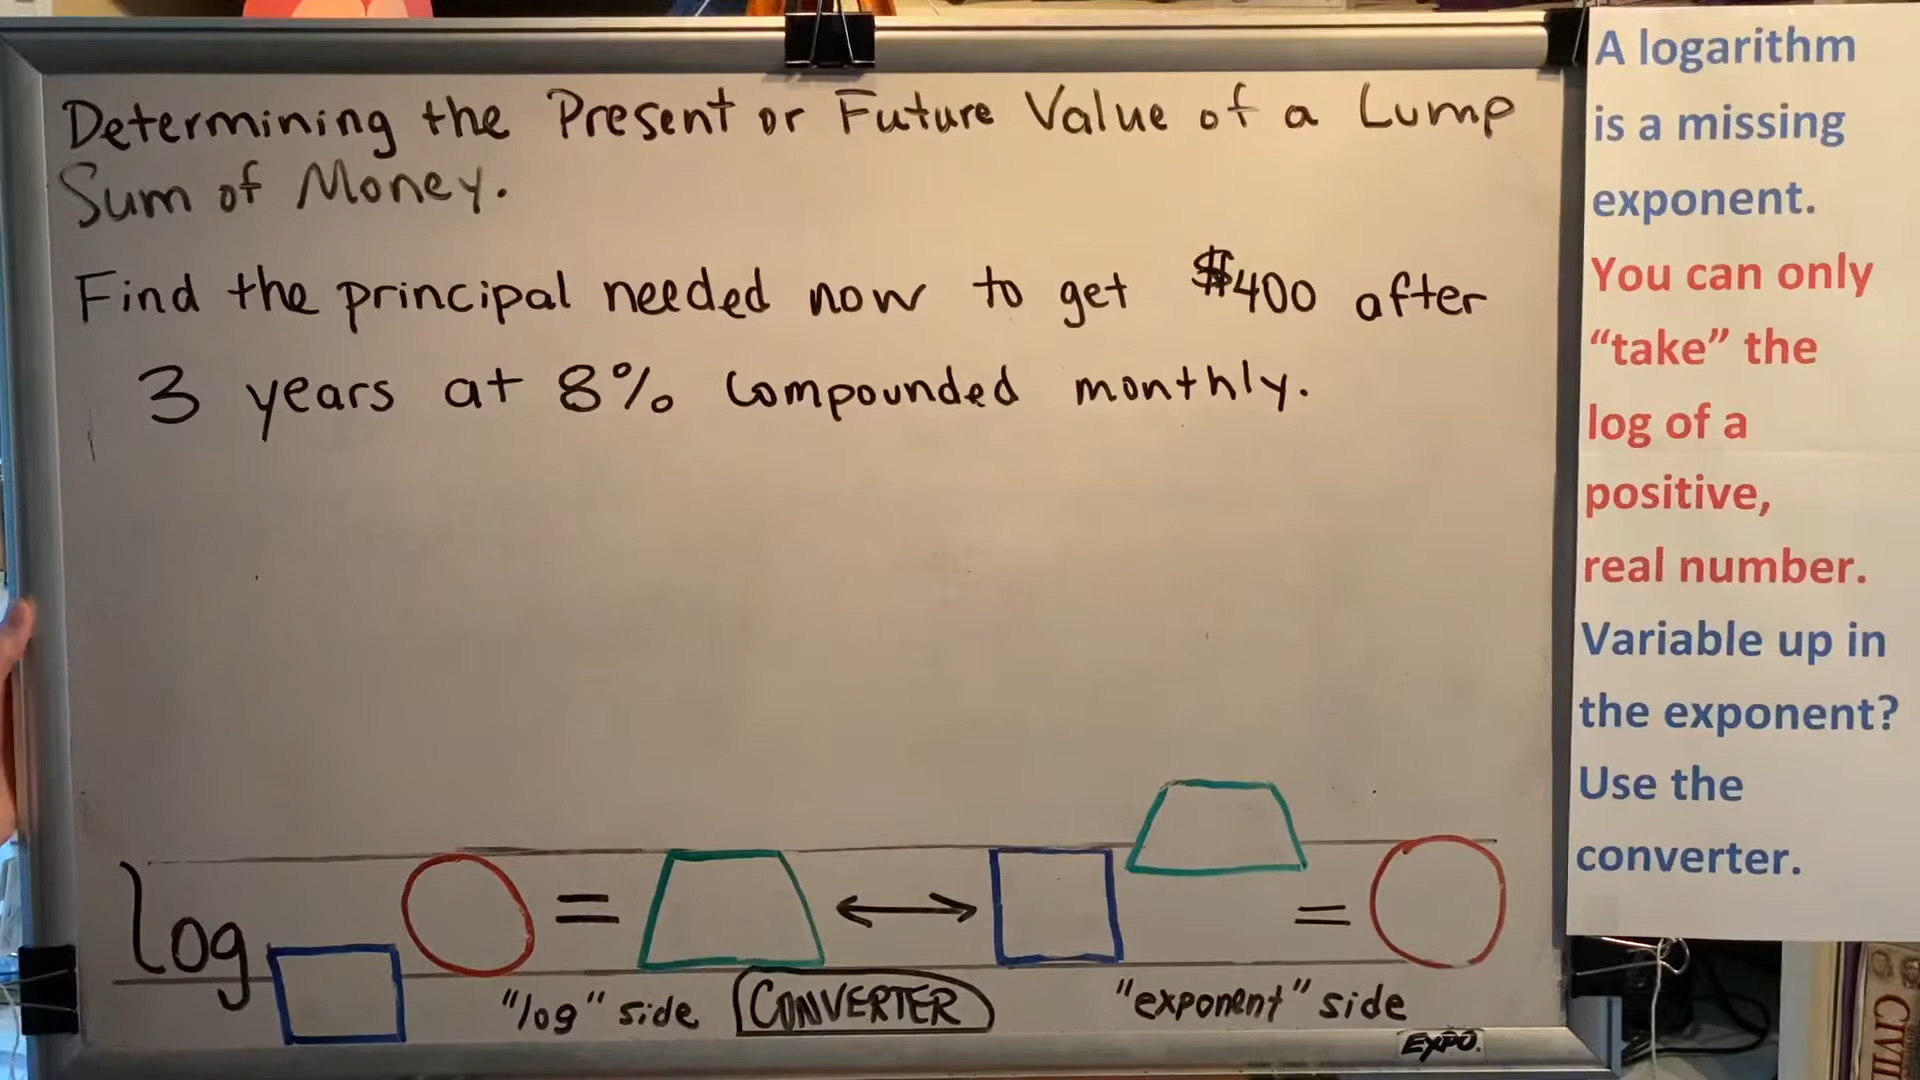 Determining the Present or Future Value of a Lump
Sum of Money.
Find the principal needed now to get $400 after
3 years at 8% compounded monthly.
log = ↔ =
"log" side CONVERTER "exponent" side
EXPO
A logarithm
is a missing
exponent.
You can only
“take” the
log of a
positive,
real number.
Variable up in
the exponent?
Use the
converter.